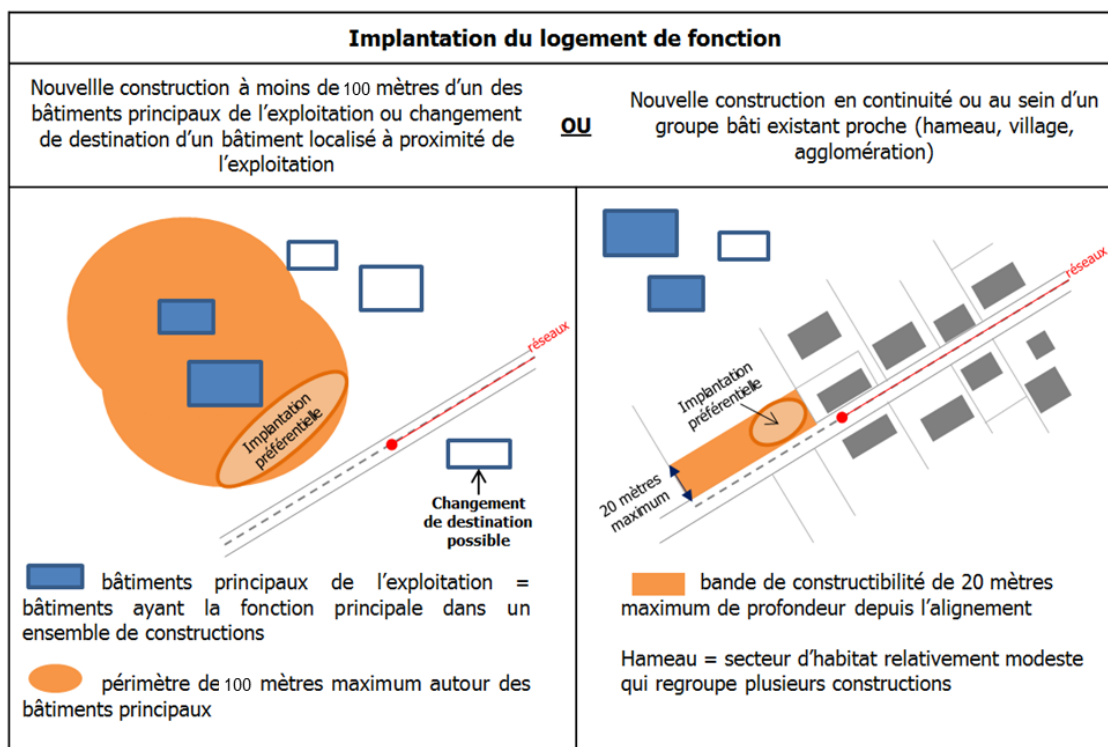 Implantation du logement de fonction
Nouvellle construction à moins de 100 mètres d'un des
bâtiments principaux de l'exploitation ou changement
de destination d'un bâtiment localisé à proximité de
l'exploitation
OU
Nouvelle construction en continuité ou au sein d'un
groupe bâti existant proche (hameau, village,
agglomération)
réseaux
Implantation
préférentielle
Changement
de destination
possible
bâtiments principaux de l'exploitation =
bâtiments ayant la fonction principale dans un
ensemble de constructions
périmètre de 100 mètres maximum autour des
bâtiments principaux
réseaux
Implantation
préférentielle
20 mètres
maximum
bande de constructibilité de 20 mètres
maximum de profondeur depuis l'alignement
Hameau = secteur d'habitat relativement modeste
qui regroupe plusieurs constructions